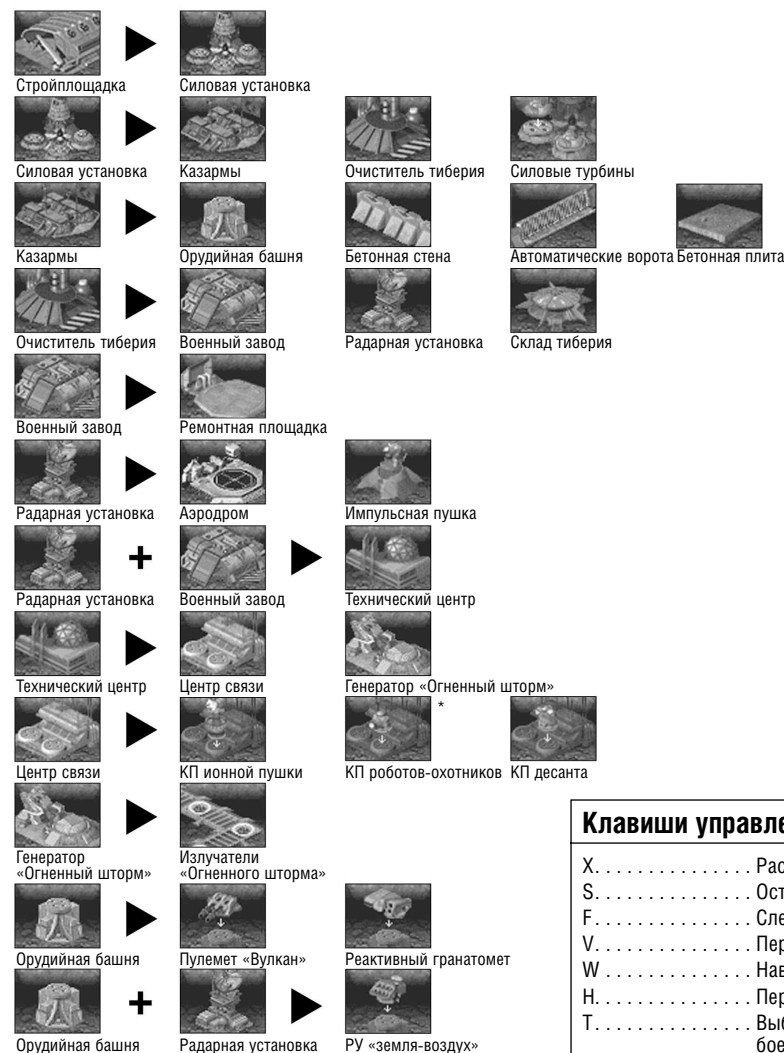 Стройплощадка Силовая установка
Силовая установка Казармы Очиститель тиберия Силовые турбины
Казармы Орудийная башня Бетонная стена Автоматические ворота Бетонная плита
Очиститель тиберия Военный завод Радарная установка Склад тиберия
Военный завод Ремонтная площадка
Радарная установка Аэродром Импульсная пушка
+
Радарная установка Военный завод Технический центр
Технический центр Центр связи Генератор «Огненный шторм»
*
Центр связи КП ионной пушки КП роботов-охотников КП десанта
Генератор Излучатели
«Огненный шторм» «Огненного шторма»
Орудийная башня Пулемет «Вулкан» Реактивный гранатомет
+
Орудийная башня Радарная установка РУ «земля-воздух»
Клавиши управле
X. . . . . . . . . . . . . . . Рас
S. . . . . . . . . . . . . . . Ост
F. . . . . . . . . . . . . . . Сле
V. . . . . . . . . . . . . . . Пер
W . . . . . . . . . . . . . . Нав
H. . . . . . . . . . . . . . . Пер
T. . . . . . . . . . . . . . . Выб
бое